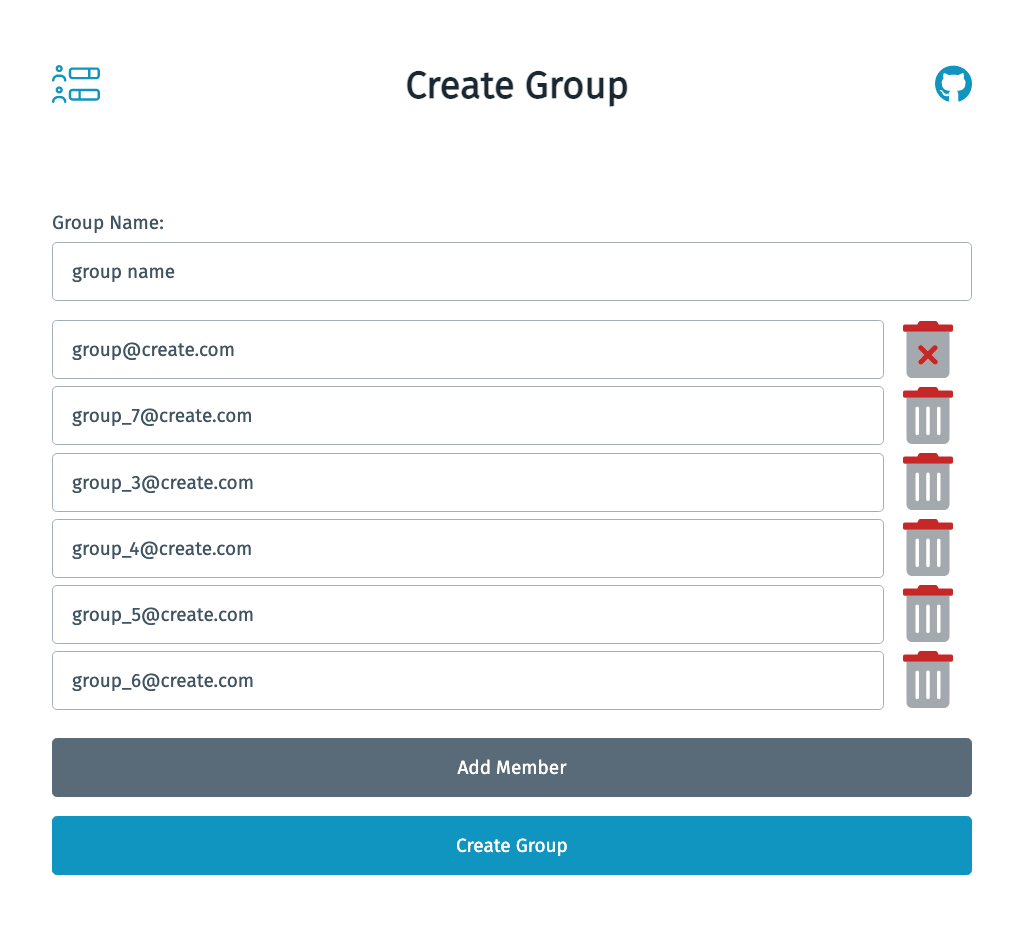 Create Group
Group Name:
group name
group@create.com
group_7@create.com
group_3@create.com
group_4@create.com
group_5@create.com
group_6@create.com
Add Member
Create Group